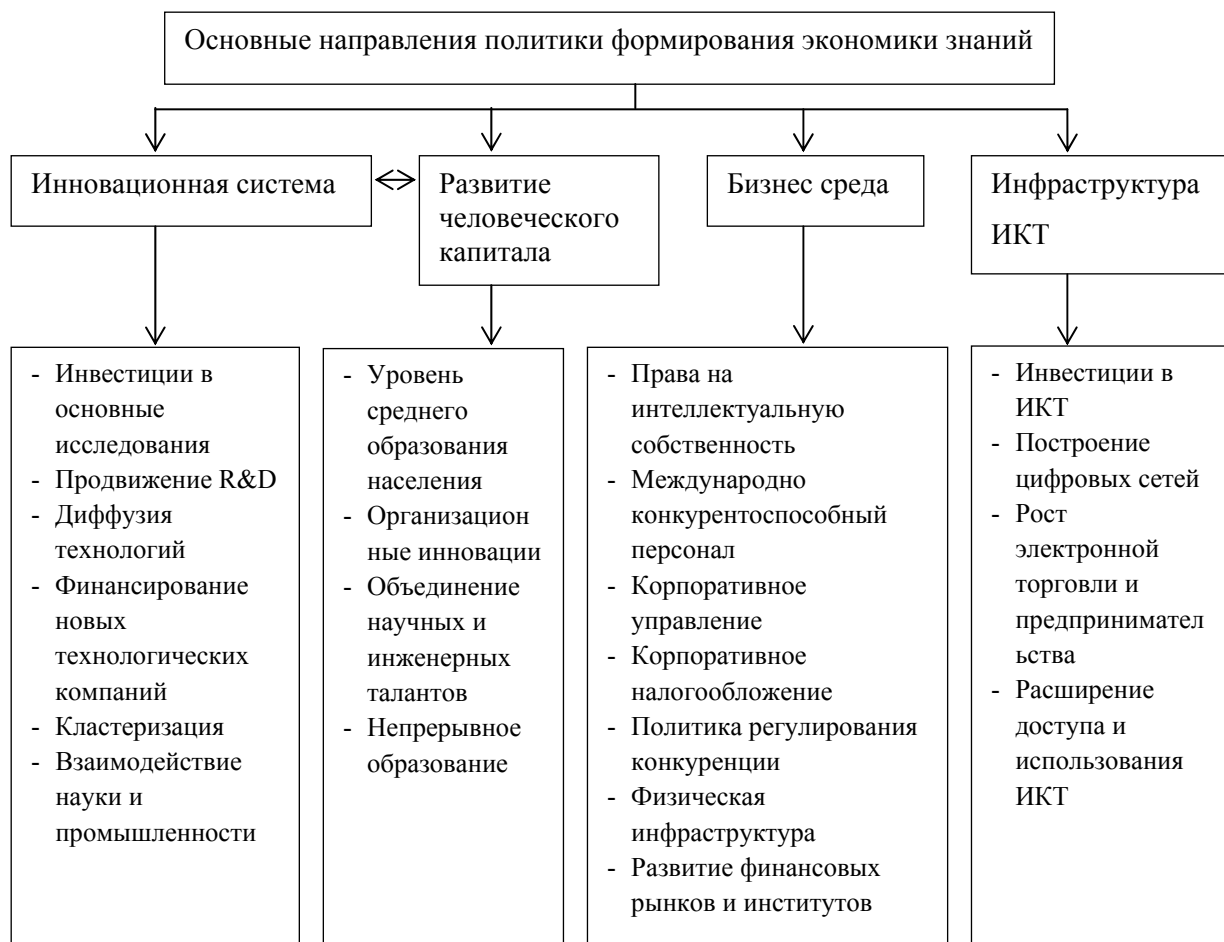 Основные направления политики формирования экономики знаний
Инновационная система
Развитие
человеческого
капитала
Бизнес среда
Инфраструктура
ИКТ
- Инвестиции в
основные
исследования
- Продвижение R&D
- Диффузия
технологий
- Финансирование
новых
технологических
компаний
- Кластеризация
- Взаимодействие
науки и
промышленности
- Уровень
среднего
образования
населения
- Организацион
ные инновации
- Объединение
научных и
инженерных
талантов
- Непрерывное
образование
- Права на
интеллектуальную
собственность
- Международно
конкурентоспособный
персонал
- Корпоративное
управление
- Корпоративное
налогообложение
- Политика регулирования
конкуренции
- Физическая
инфраструктура
- Развитие финансовых
рынков и институтов
- Инвестиции в
ИКТ
- Построение
цифровых сетей
- Рост
электронной
торговли и
предпринимател
ьства
- Расширение
доступа и
использования
ИКТ